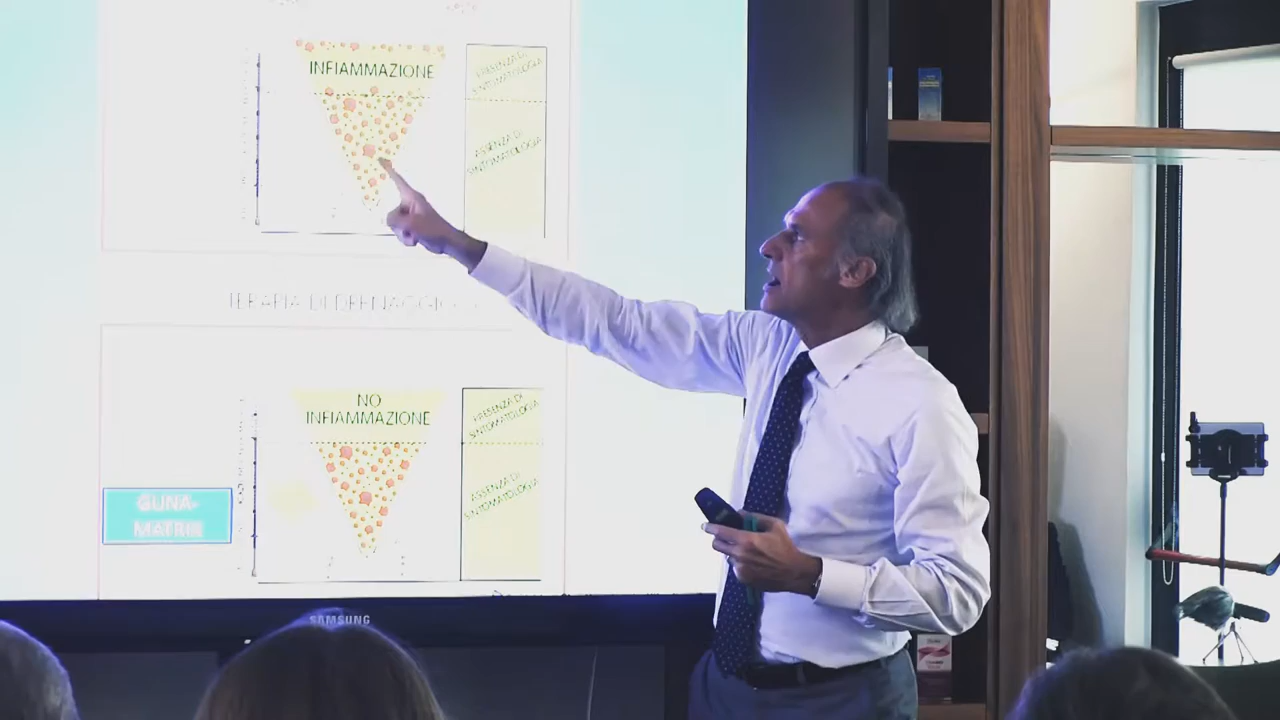 INFIAMMAZIONE
PRESENZA DI
SINTOMATOLOGIA
ASSENZA DI
SINTOMATOLOGIA
TERAPIA DI DRENAGGIO
NO
INFIAMMAZIONE
PRESENZA DI
SINTOMATOLOGIA
ASSENZA DI
SINTOMATOLOGIA
GUNA-
MATRIX
SAMSUNG